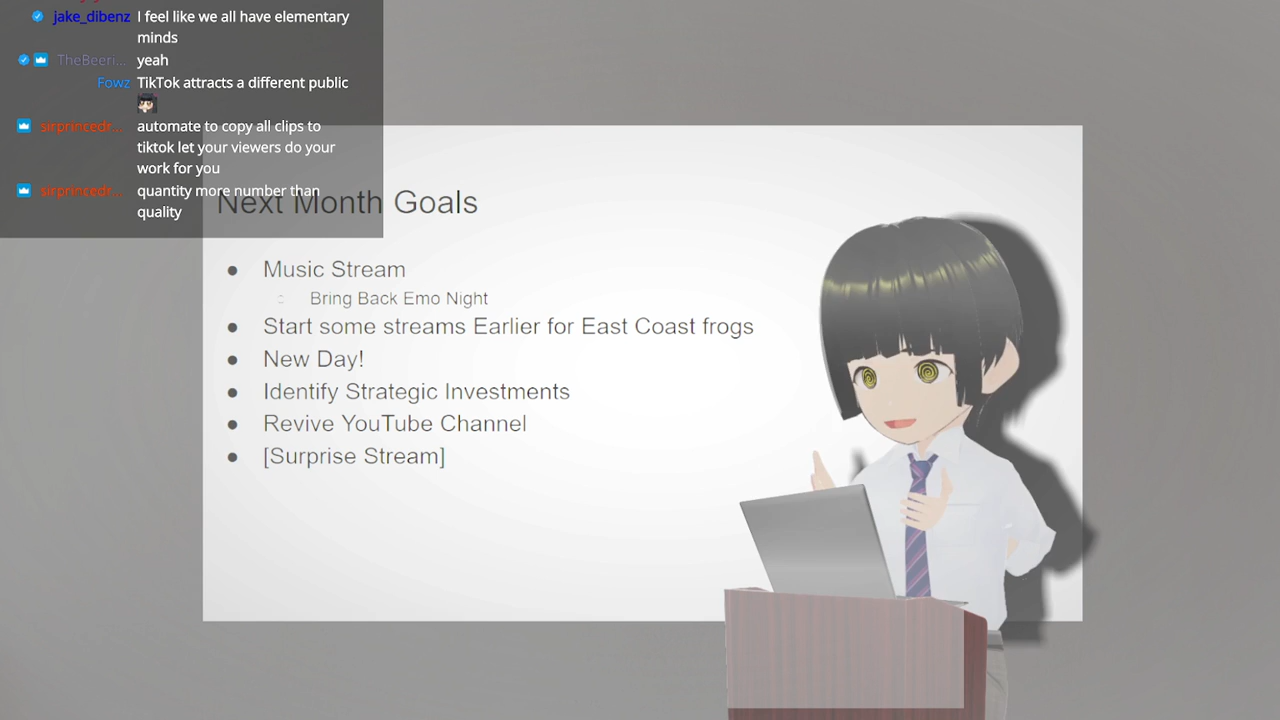 jake_dibenz I feel like we all have elementary
minds
TheBeeri... yeah
Fowz TikTok attracts a different public
sirprincedr... automate to copy all clips to
tiktok let your viewers do your
work for you
sirprincedr... quantity more number than
quality
Next Month Goals
● Music Stream
○ Bring Back Emo Night
● Start some streams Earlier for East Coast frogs
● New Day!
● Identify Strategic Investments
● Revive YouTube Channel
● [Surprise Stream]